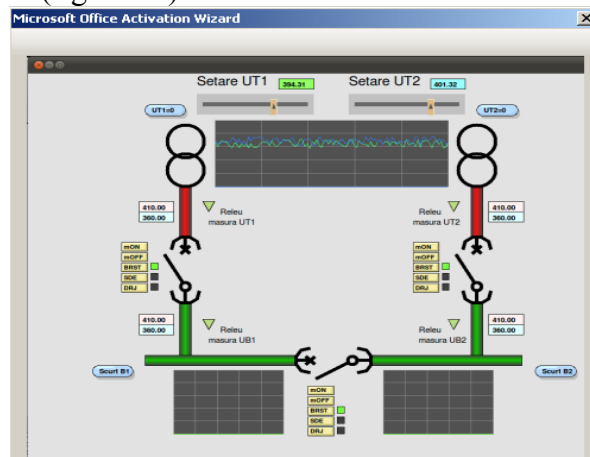 Microsoft Office Activation Wizard
Setare UT1
394.31
Setare UT2
401.32
UT1=0
UT2=0
410.00
360.00
Releu
masura UT1
410.00
360.00
Releu
masura UT2
mON
mOFF
BRST
SDE
DRJ
mON
mOFF
BRST
SDE
DRJ
410.00
360.00
Releu
masura UB1
410.00
360.00
Releu
masura UB2
Scurt B1
Scurt B2
mON
mOFF
BRST
SDE
DRJ